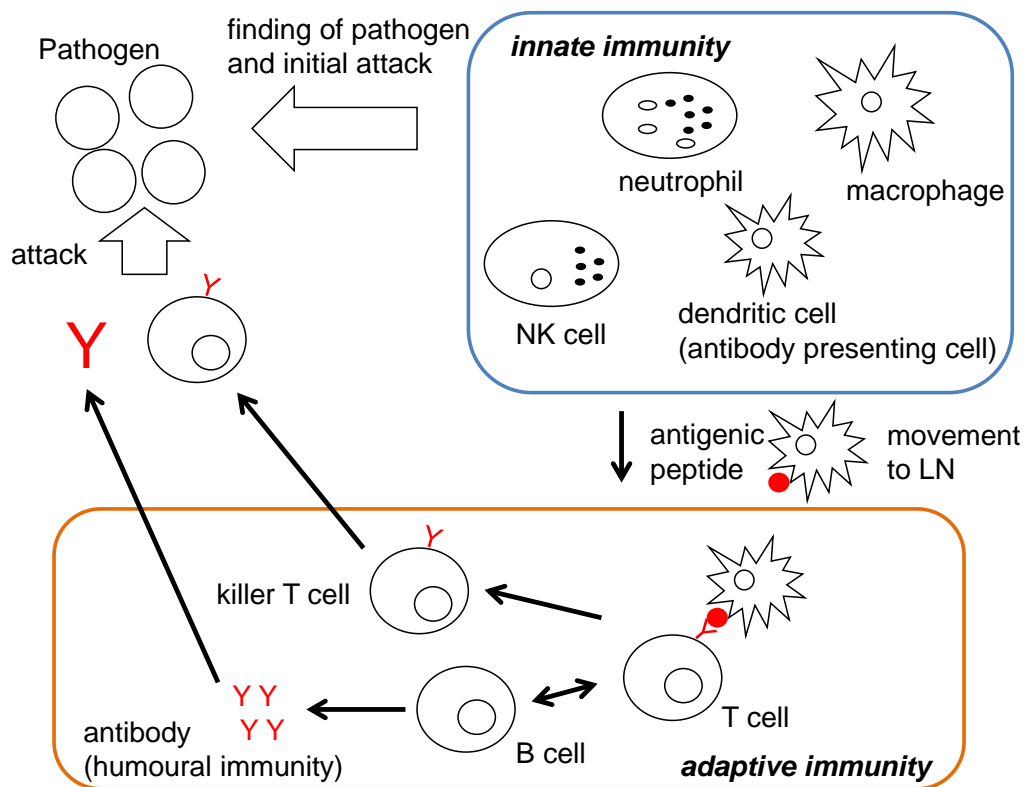 Pathogen
finding of pathogen
and initial attack
innate immunity
neutrophil
macrophage
NK cell
dendritic cell
(antibody presenting cell)
attack
Y
Y
antigenic
peptide
movement
to LN
killer T cell
Y
Y
T cell
B cell
Y Y
Y Y
antibody
(humoural immunity)
adaptive immunity